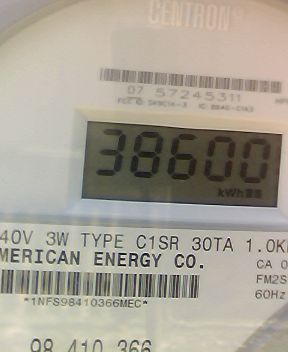 CENTRON®
07 57245311
38600
kWh
40V 3W TYPE C1SR 30TA 1.0K
MERICAN ENERGY CO.
CA 0
FM2S
*1NFS98410366MEC*
60Hz
98 410 366